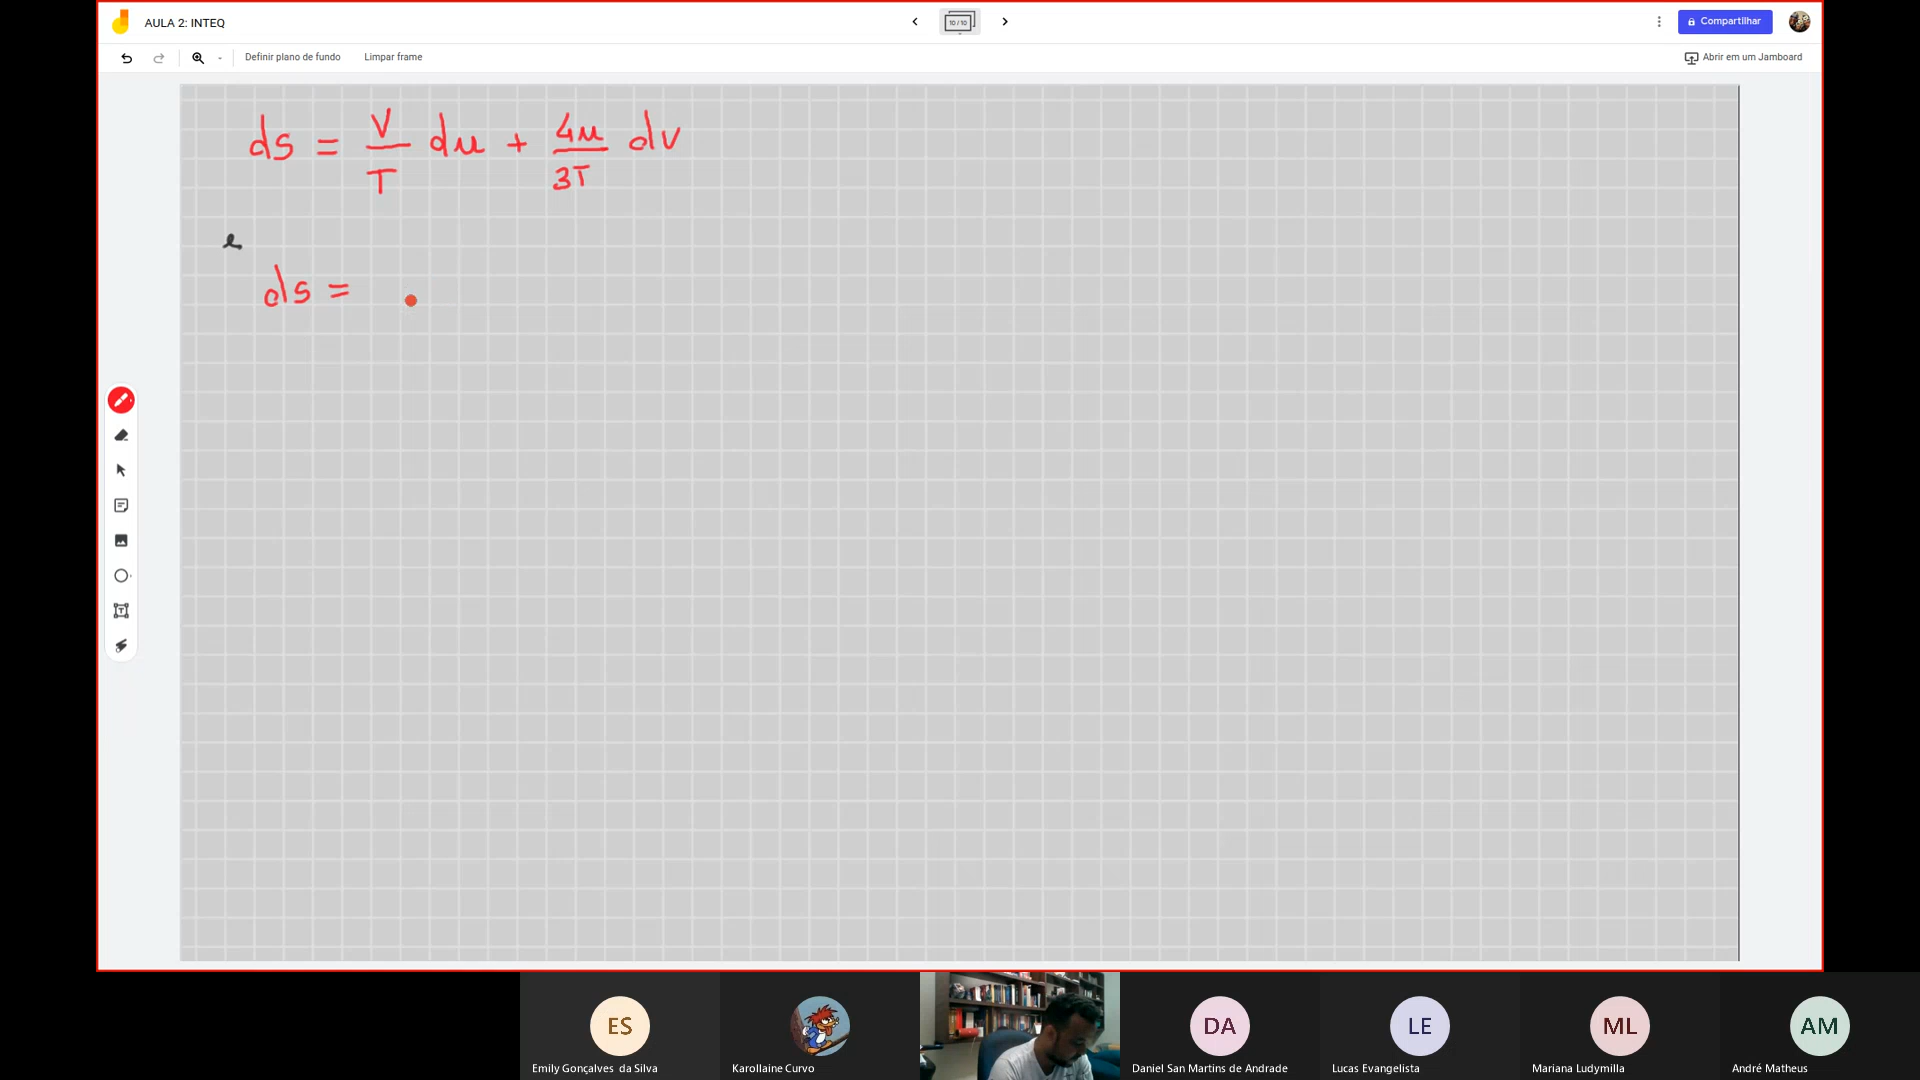 AULA 2: INTEQ
10 / 10
Compartilhar
Definir plano de fundo
Limpar frame
Abrir em um Jamboard
ds = V/T du + 4u/3T dv
e
ds =
ES
DA
LE
ML
AM
Emily Gonçalves da Silva
Karollaine Curvo
Daniel San Martins de Andrade
Lucas Evangelista
Mariana Ludymilla
André Matheus